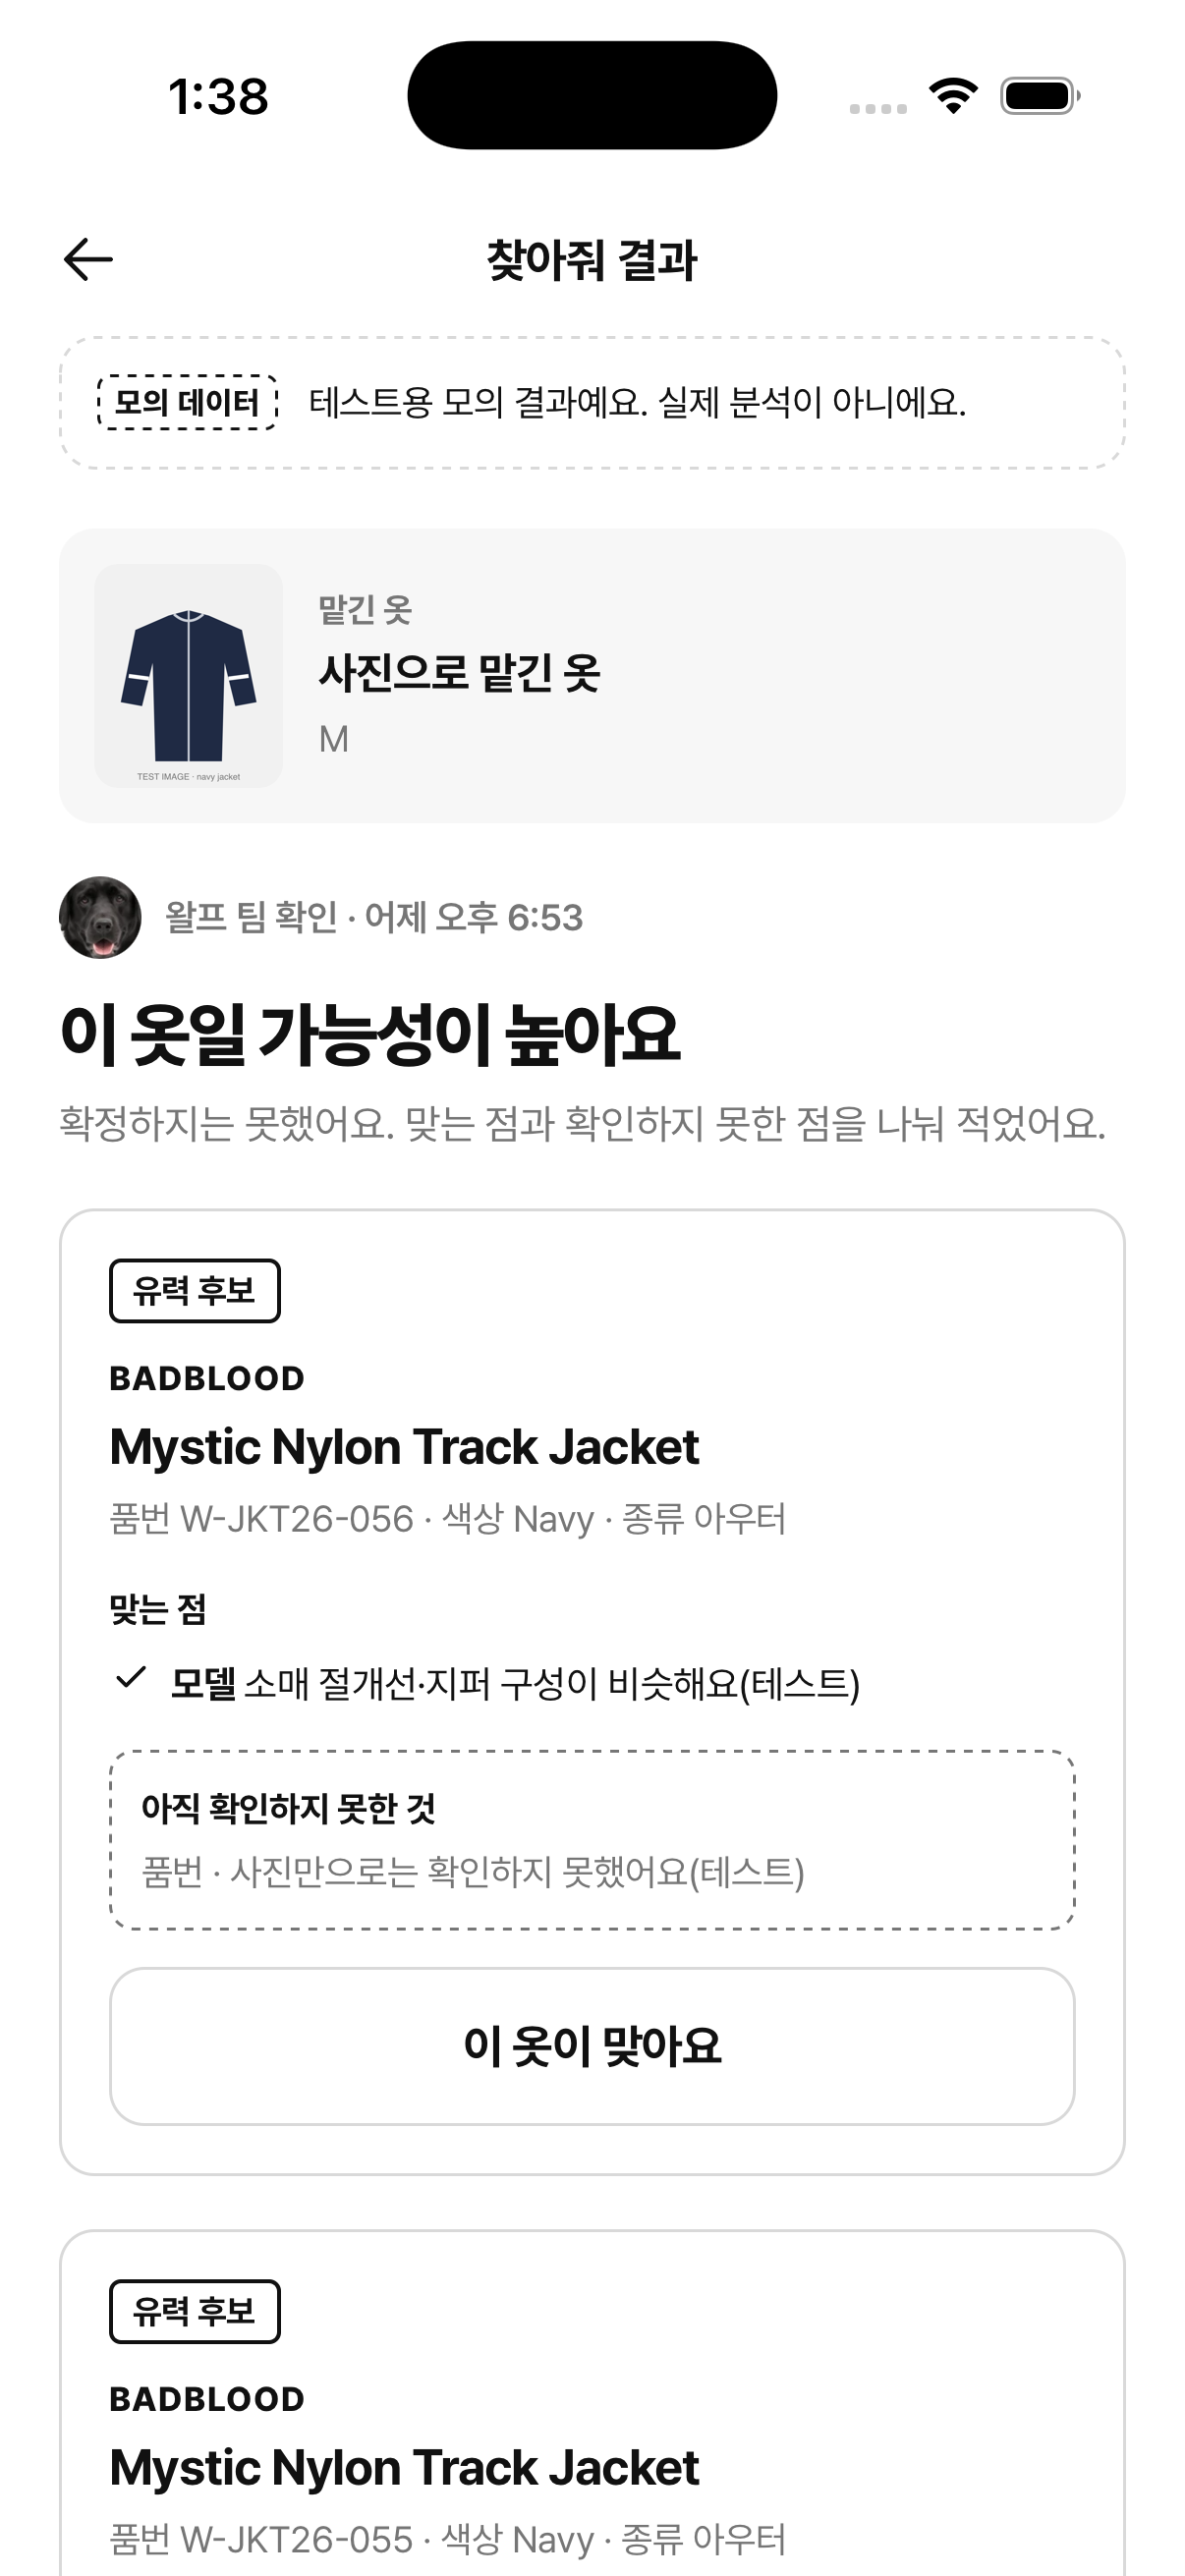 1:38
찾아줘 결과
모의 데이터 테스트용 모의 결과예요. 실제 분석이 아니에요.
맡긴 옷
사진으로 맡긴 옷
M
TEST IMAGE · navy jacket
왈프 팀 확인 · 어제 오후 6:53
이 옷일 가능성이 높아요
확정하지는 못했어요. 맞는 점과 확인하지 못한 점을 나눠 적었어요.
유력 후보
BADBLOOD
Mystic Nylon Track Jacket
품번 W-JKT26-056 · 색상 Navy · 종류 아우터
맞는 점
모델 소매 절개선·지퍼 구성이 비슷해요(테스트)
아직 확인하지 못한 것
품번 · 사진만으로는 확인하지 못했어요(테스트)
이 옷이 맞아요
유력 후보
BADBLOOD
Mystic Nylon Track Jacket
품번 W-JKT26-055 · 색상 Navy · 종류 아우터